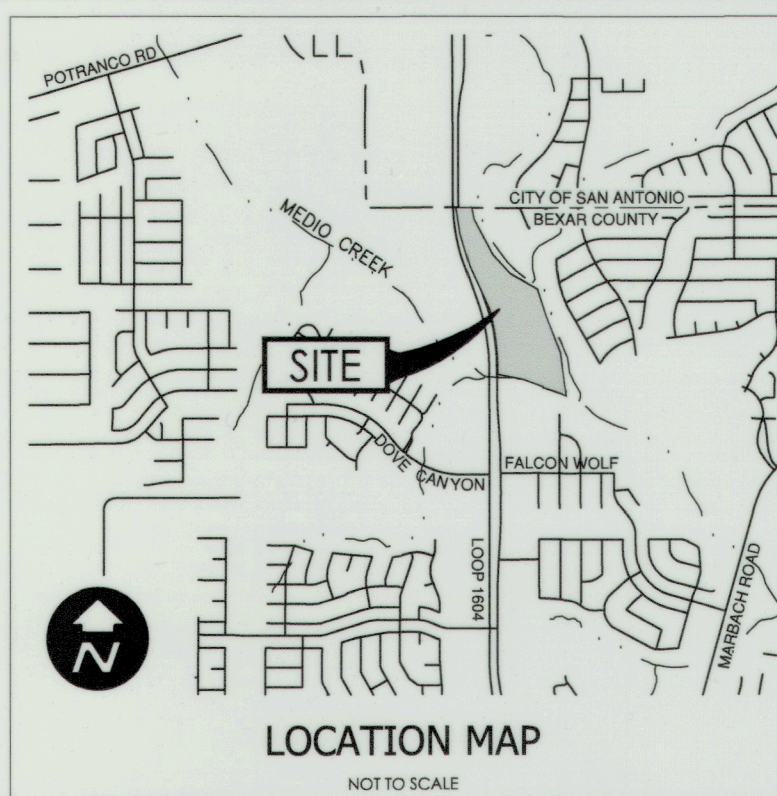 POTRANCO RD
CITY OF SAN ANTONIO
BEXAR COUNTY
MEDIO CREEK
SITE
DOVE CANYON
FALCON WOLF
LOOP 1604
MARBACH ROAD
N
LOCATION MAP
NOT TO SCALE